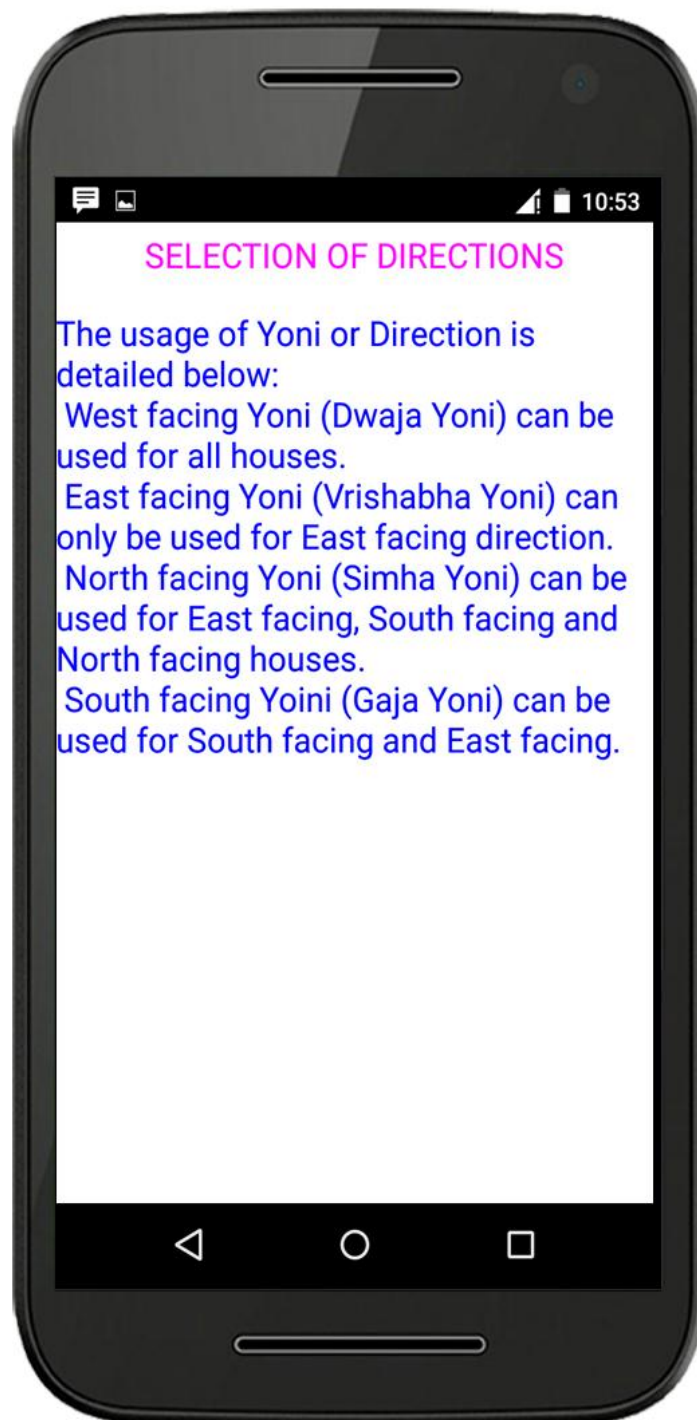 10:53
SELECTION OF DIRECTIONS
The usage of Yoni or Direction is
detailed below:
West facing Yoni (Dwaja Yoni) can be
used for all houses.
East facing Yoni (Vrishabha Yoni) can
only be used for East facing direction.
North facing Yoni (Simha Yoni) can be
used for East facing, South facing and
North facing houses.
South facing Yoini (Gaja Yoni) can be
used for South facing and East facing.